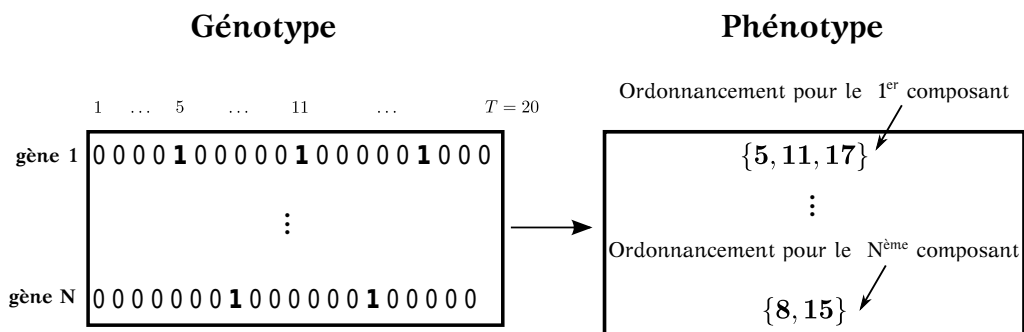 Génotype
Phénotype
1 ... 5 ... 11 ... T = 20
Ordonnancement pour le 1er composant
gène 1 0 0 0 0 1 0 0 0 0 0 1 0 0 0 0 0 1 0 0 0
{5, 11, 17}
⋮
⋮
Ordonnancement pour le Nème composant
gène N 0 0 0 0 0 0 0 1 0 0 0 0 0 0 1 0 0 0 0 0
{8, 15}